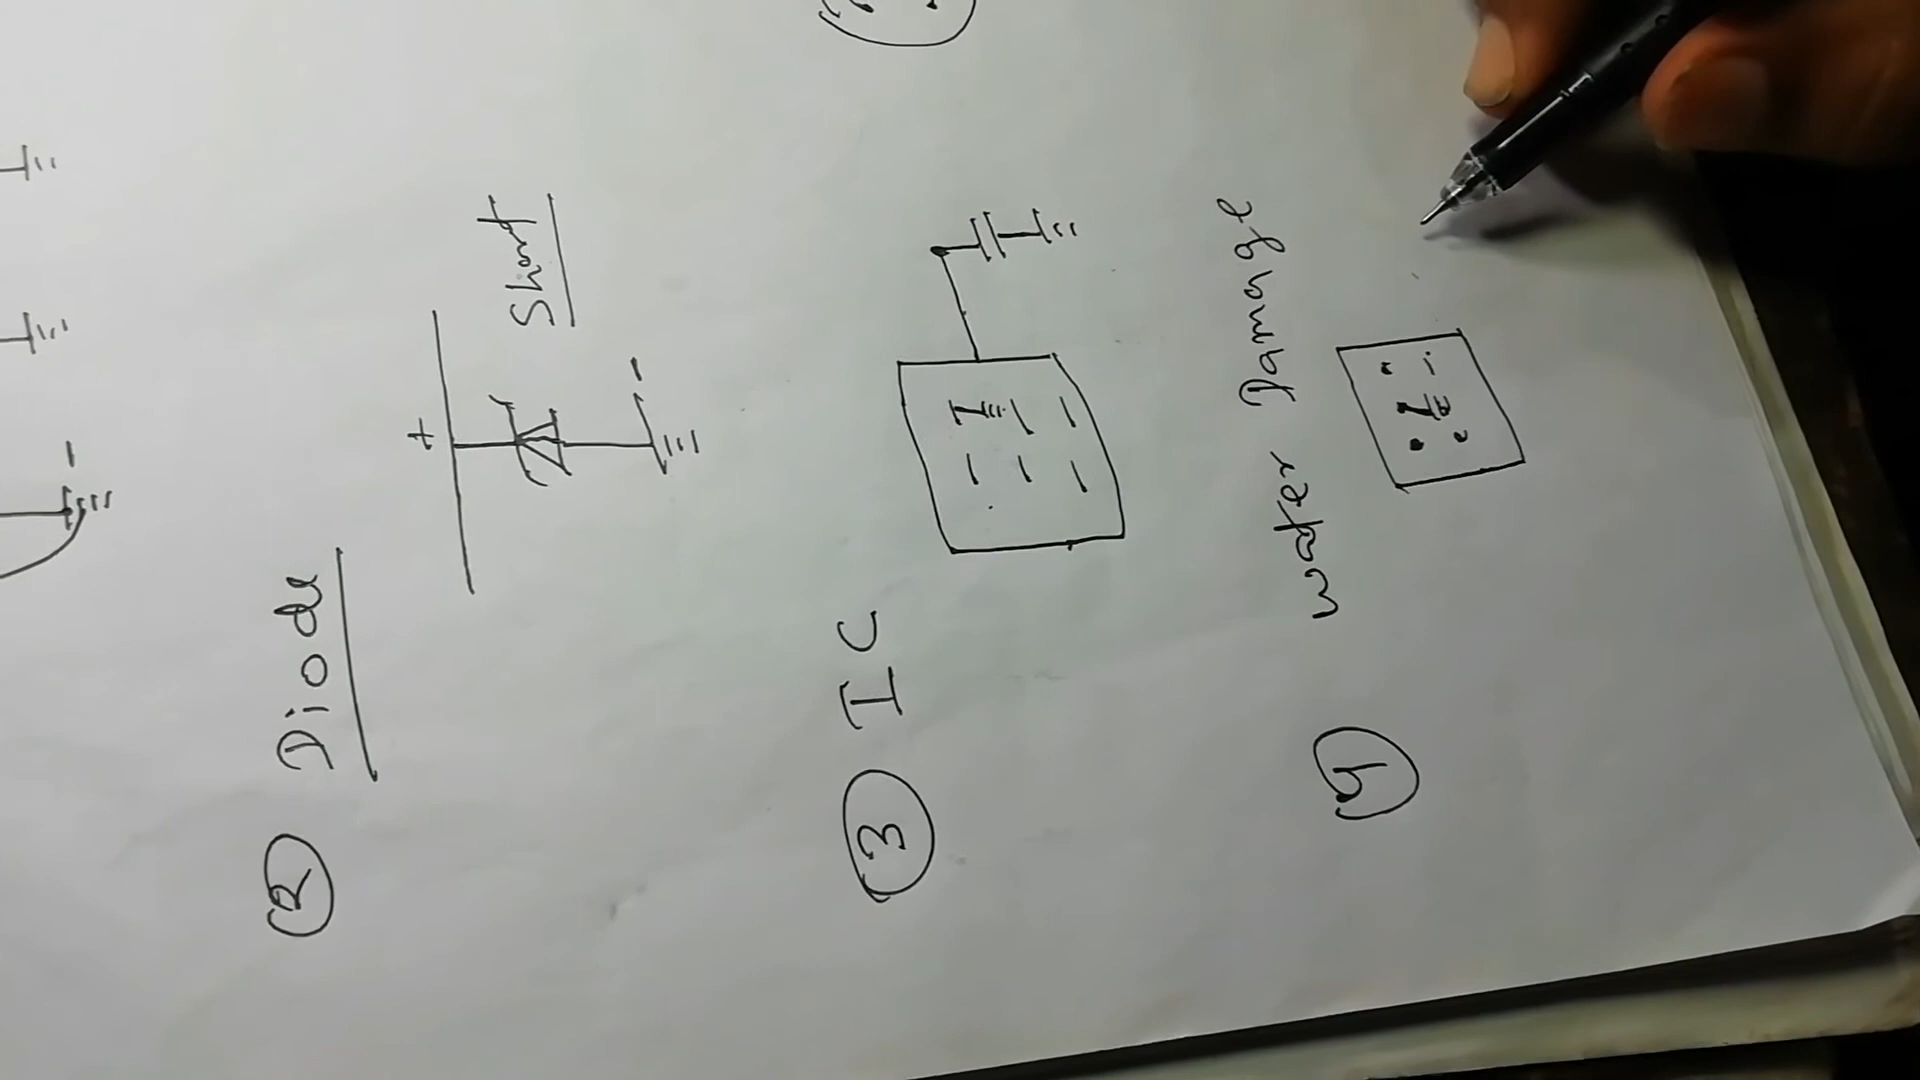 (2) Diode
+
Short
-
(3) IC
(4) water Damage